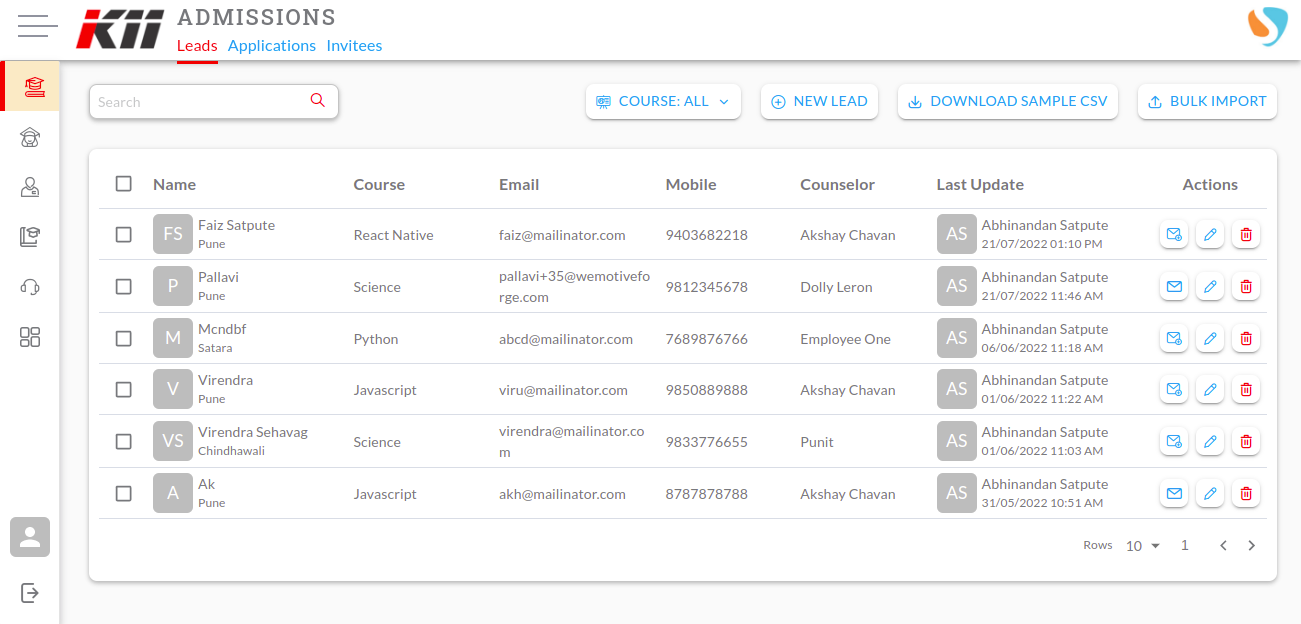 KII
ADMISSIONS
Leads Applications Invitees
Search
COURSE: ALL
NEW LEAD
DOWNLOAD SAMPLE CSV
BULK IMPORT
Name Course Email Mobile Counselor Last Update Actions
FS Faiz Satpute Pune React Native faiz@mailinator.com 9403682218 Akshay Chavan AS Abhinandan Satpute 21/07/2022 01:10 PM
P Pallavi Pune Science pallavi+35@wemotivefo
rge.com 9812345678 Dolly Leron AS Abhinandan Satpute 21/07/2022 11:46 AM
M Mcndbf Satara Python abcd@mailinator.com 7689876766 Employee One AS Abhinandan Satpute 06/06/2022 11:18 AM
V Virendra Pune Javascript viru@mailinator.com 9850889888 Akshay Chavan AS Abhinandan Satpute 01/06/2022 11:22 AM
VS Virendra Sehavag Chindhawali Science virendra@mailinator.co
m 9833776655 Punit AS Abhinandan Satpute 01/06/2022 11:03 AM
A Ak Pune Javascript akh@mailinator.com 8787878788 Akshay Chavan AS Abhinandan Satpute 31/05/2022 10:51 AM
Rows 10 1